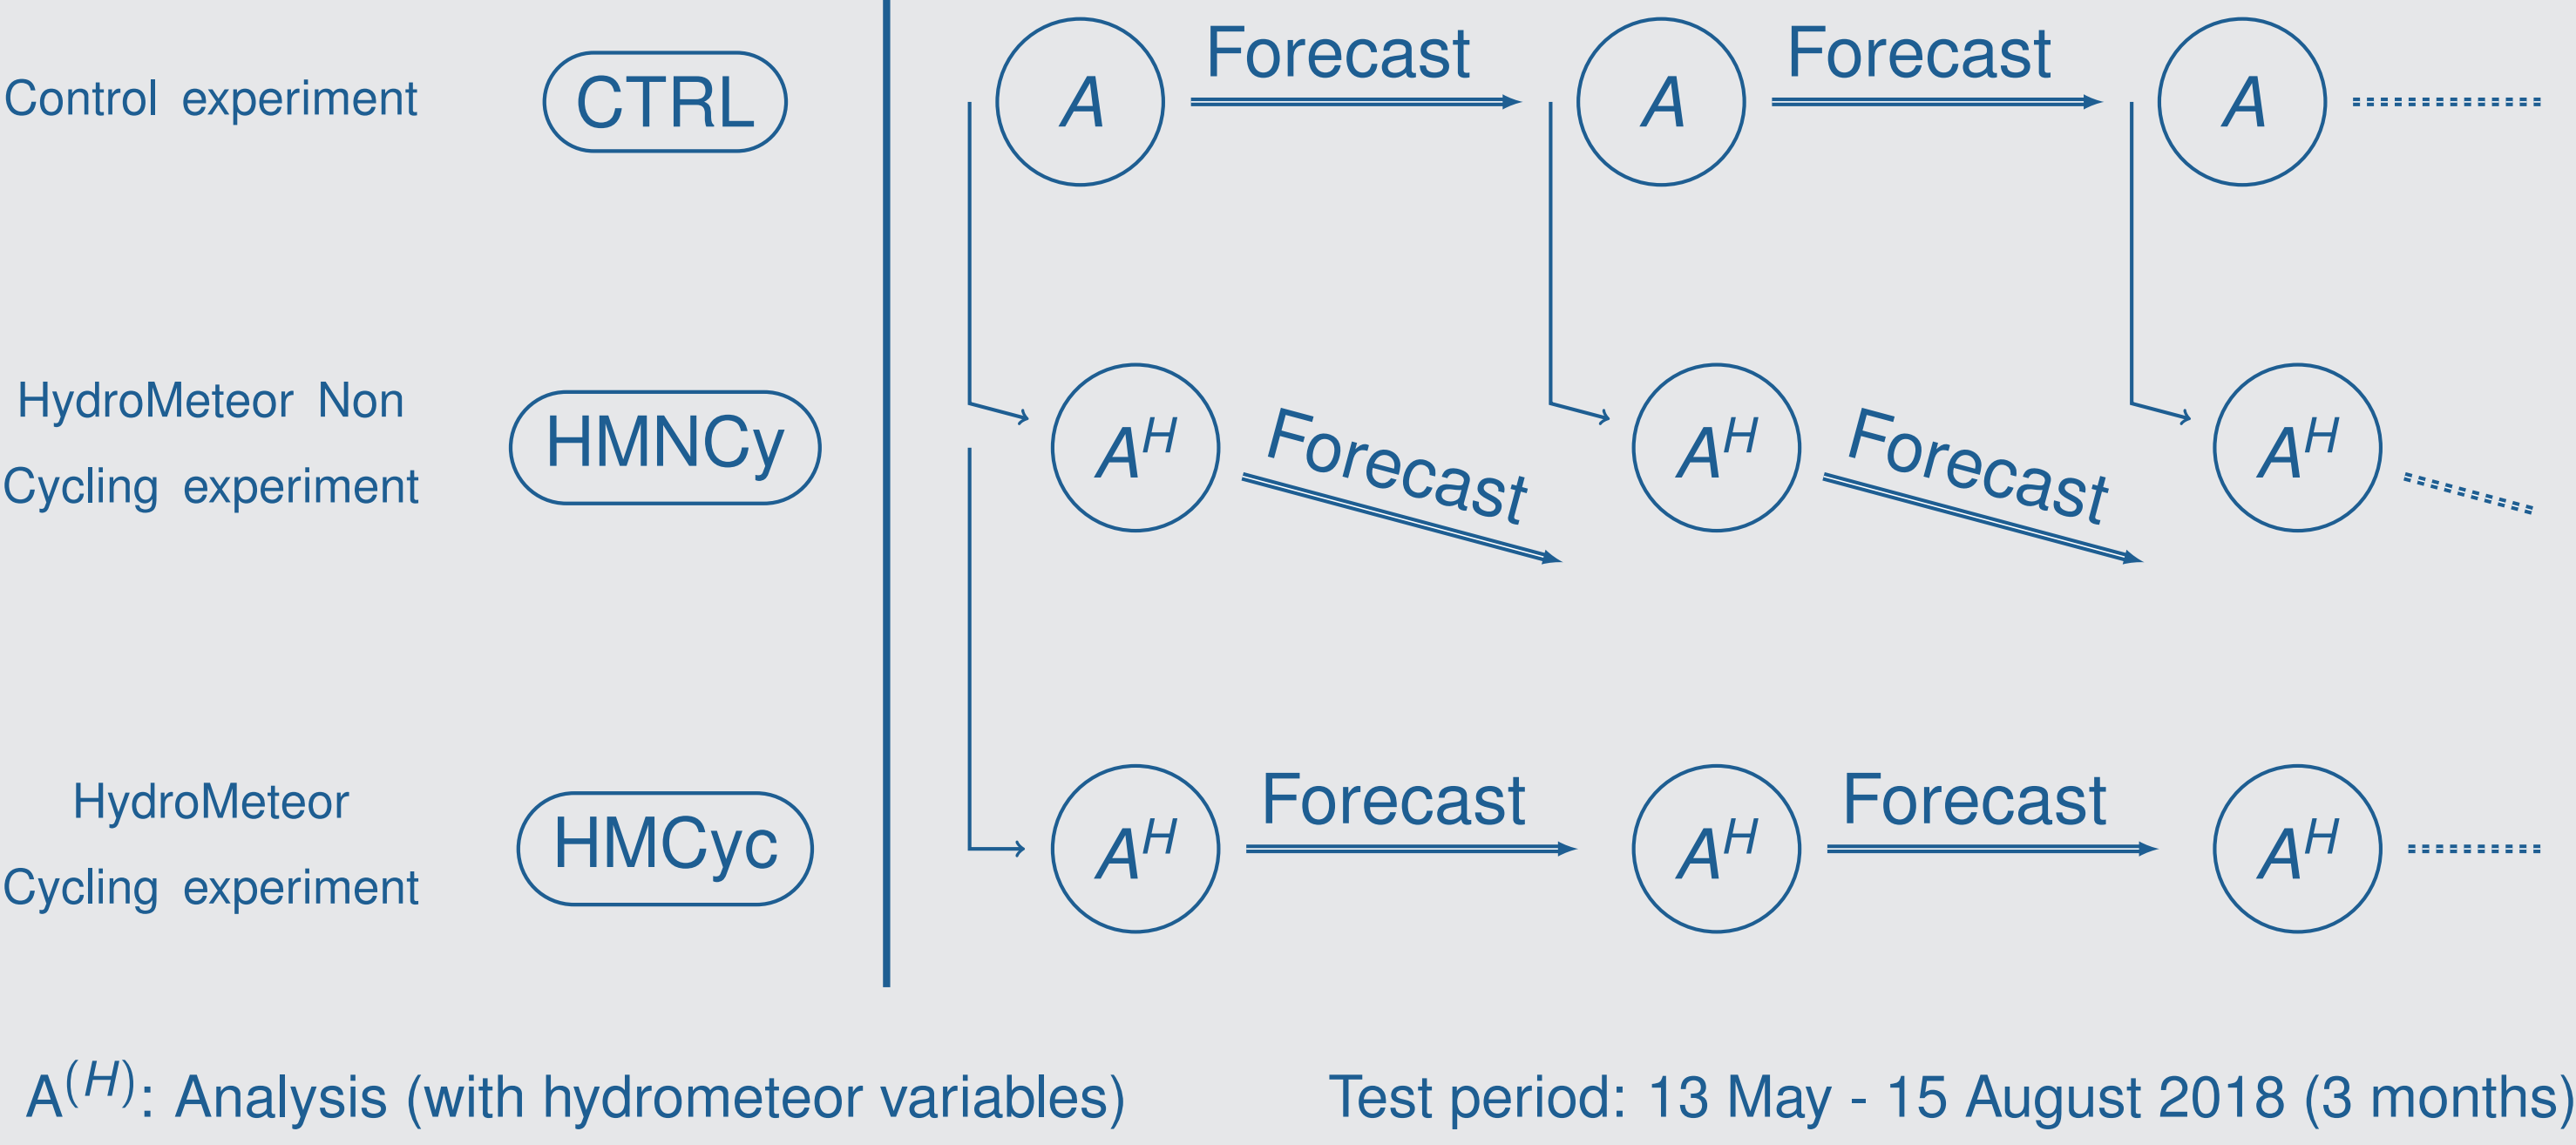 Control experiment
CTRL
A Forecast A Forecast A
HydroMeteor Non
Cycling experiment
HMNCy
A^H Forecast A^H Forecast A^H
HydroMeteor
Cycling experiment
HMCyc
A^H Forecast A^H Forecast A^H
A^(H): Analysis (with hydrometeor variables)
Test period: 13 May - 15 August 2018 (3 months)